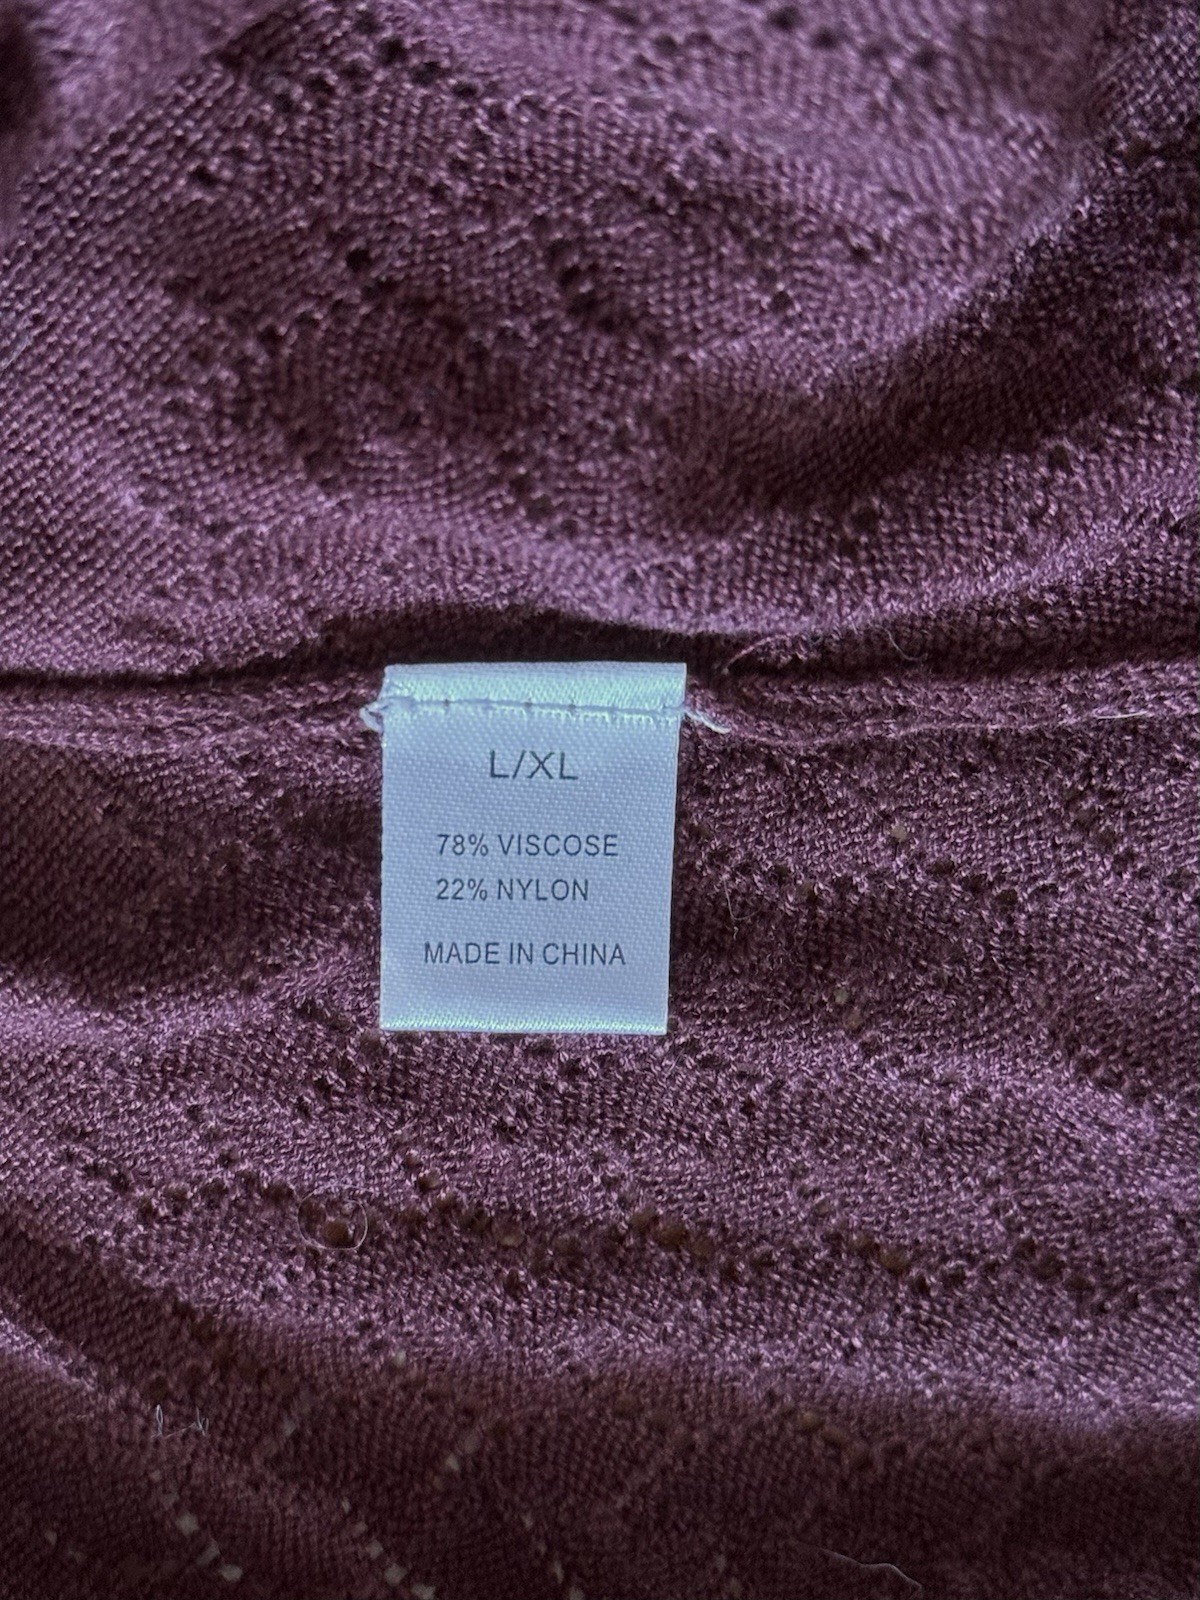 L/XL
78% VISCOSE
22% NYLON
MADE IN CHINA